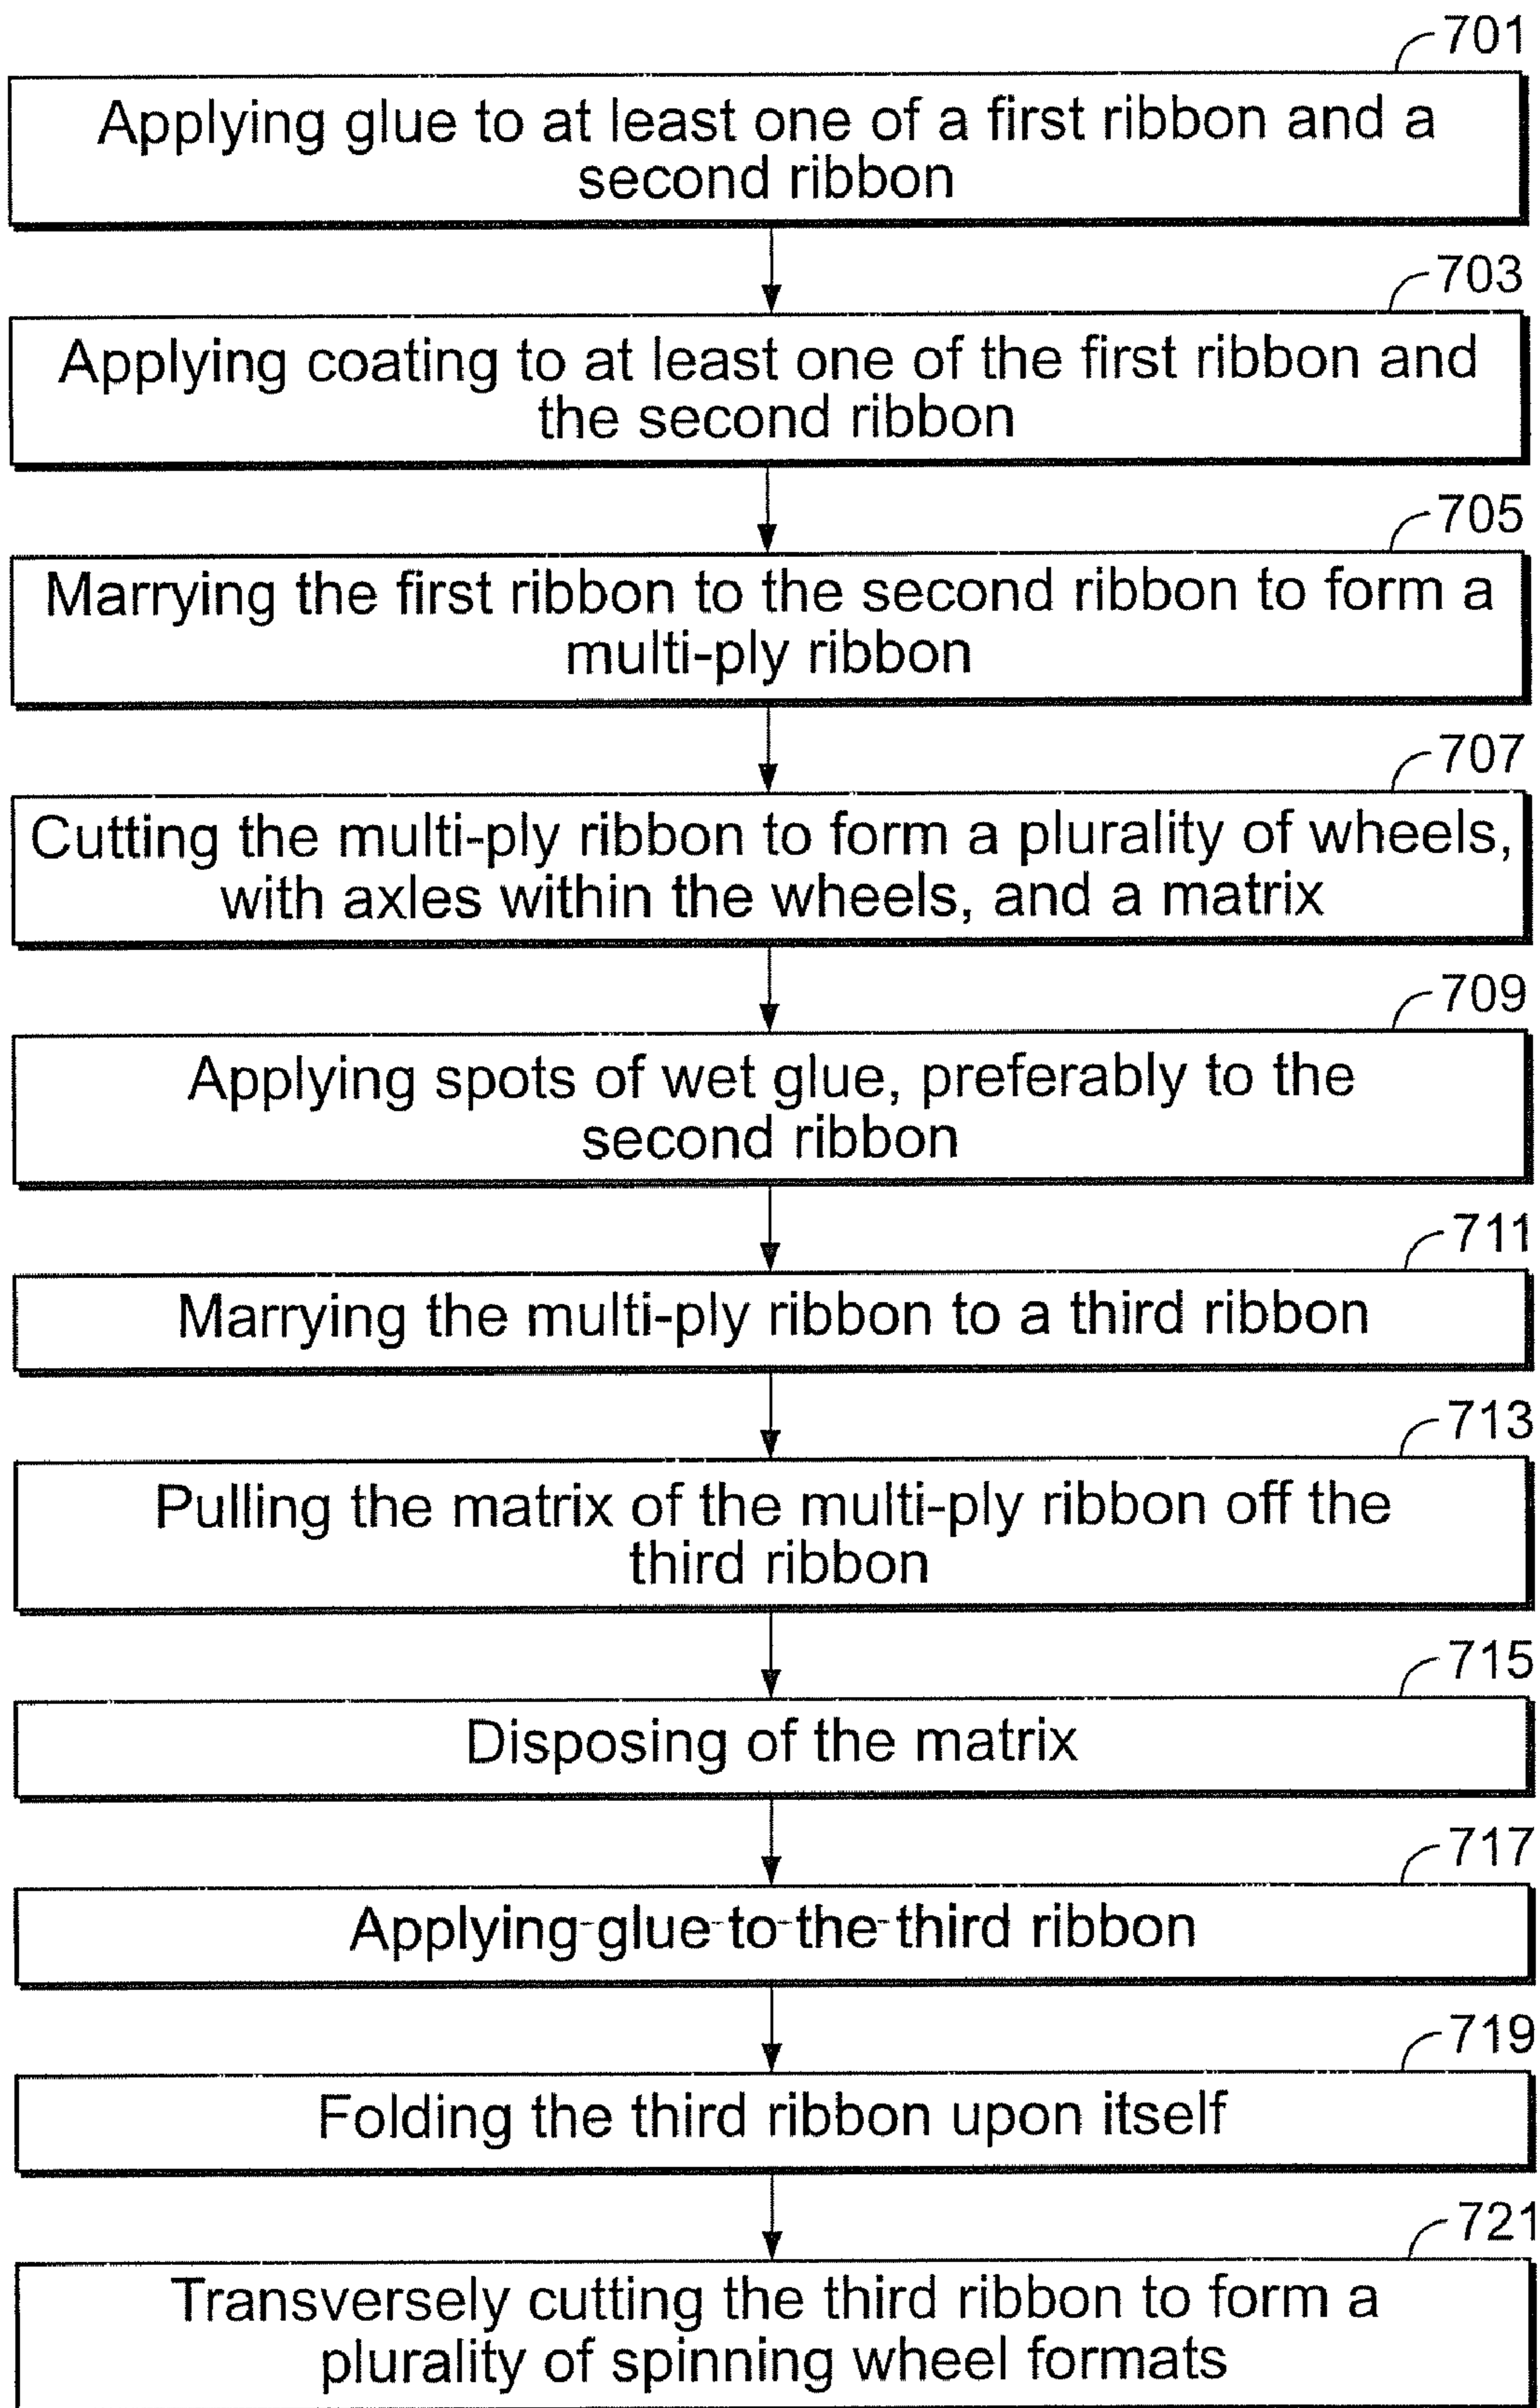 701
Applying glue to at least one of a first ribbon and a
second ribbon
703
Applying coating to at least one of the first ribbon and
the second ribbon
705
Marrying the first ribbon to the second ribbon to form a
multi-ply ribbon
707
Cutting the multi-ply ribbon to form a plurality of wheels,
with axles within the wheels, and a matrix
709
Applying spots of wet glue, preferably to the
second ribbon
711
Marrying the multi-ply ribbon to a third ribbon
713
Pulling the matrix of the multi-ply ribbon off the
third ribbon
715
Disposing of the matrix
717
Applying glue to the third ribbon
719
Folding the third ribbon upon itself
721
Transversely cutting the third ribbon to form a
plurality of spinning wheel formats